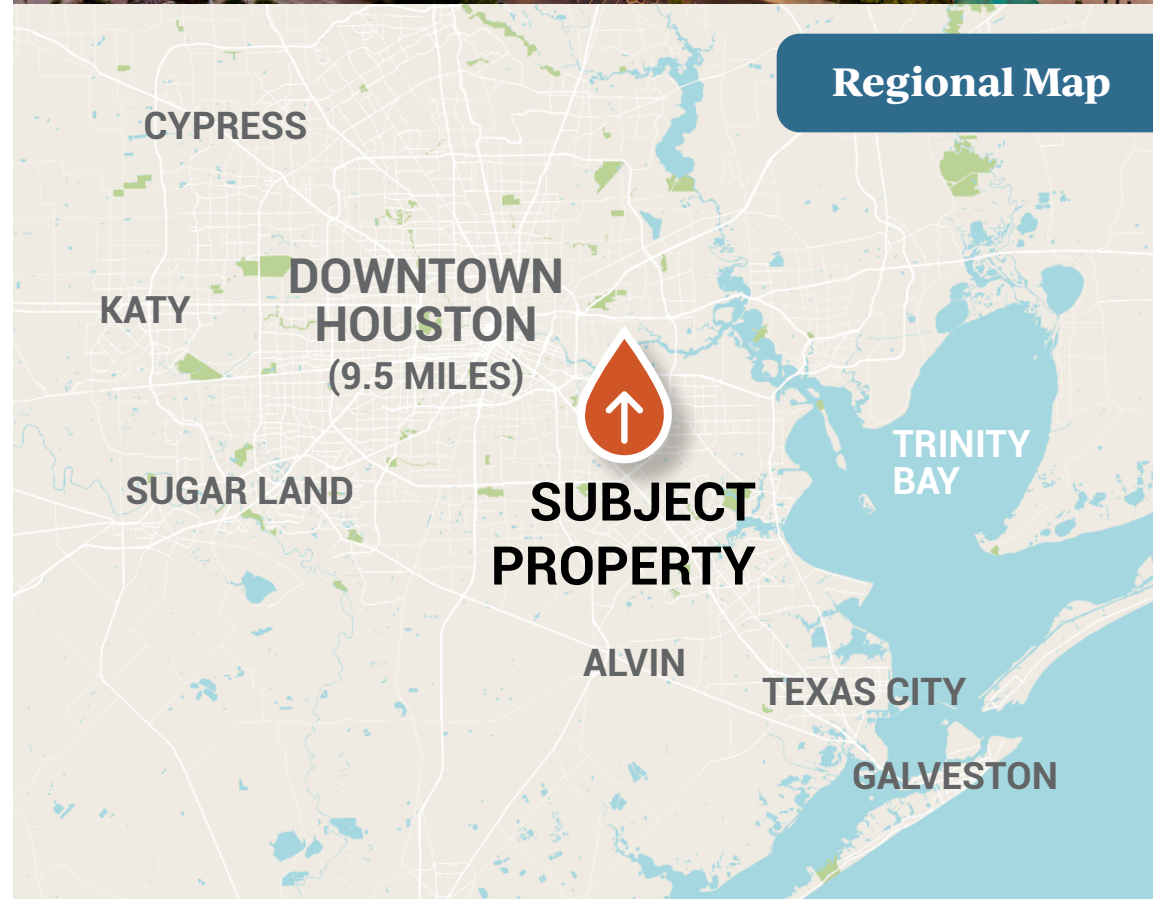 Regional Map
CYPRESS
DOWNTOWN
HOUSTON
(9.5 MILES)
KATY
TRINITY
BAY
SUGAR LAND
SUBJECT
PROPERTY
ALVIN
TEXAS CITY
GALVESTON